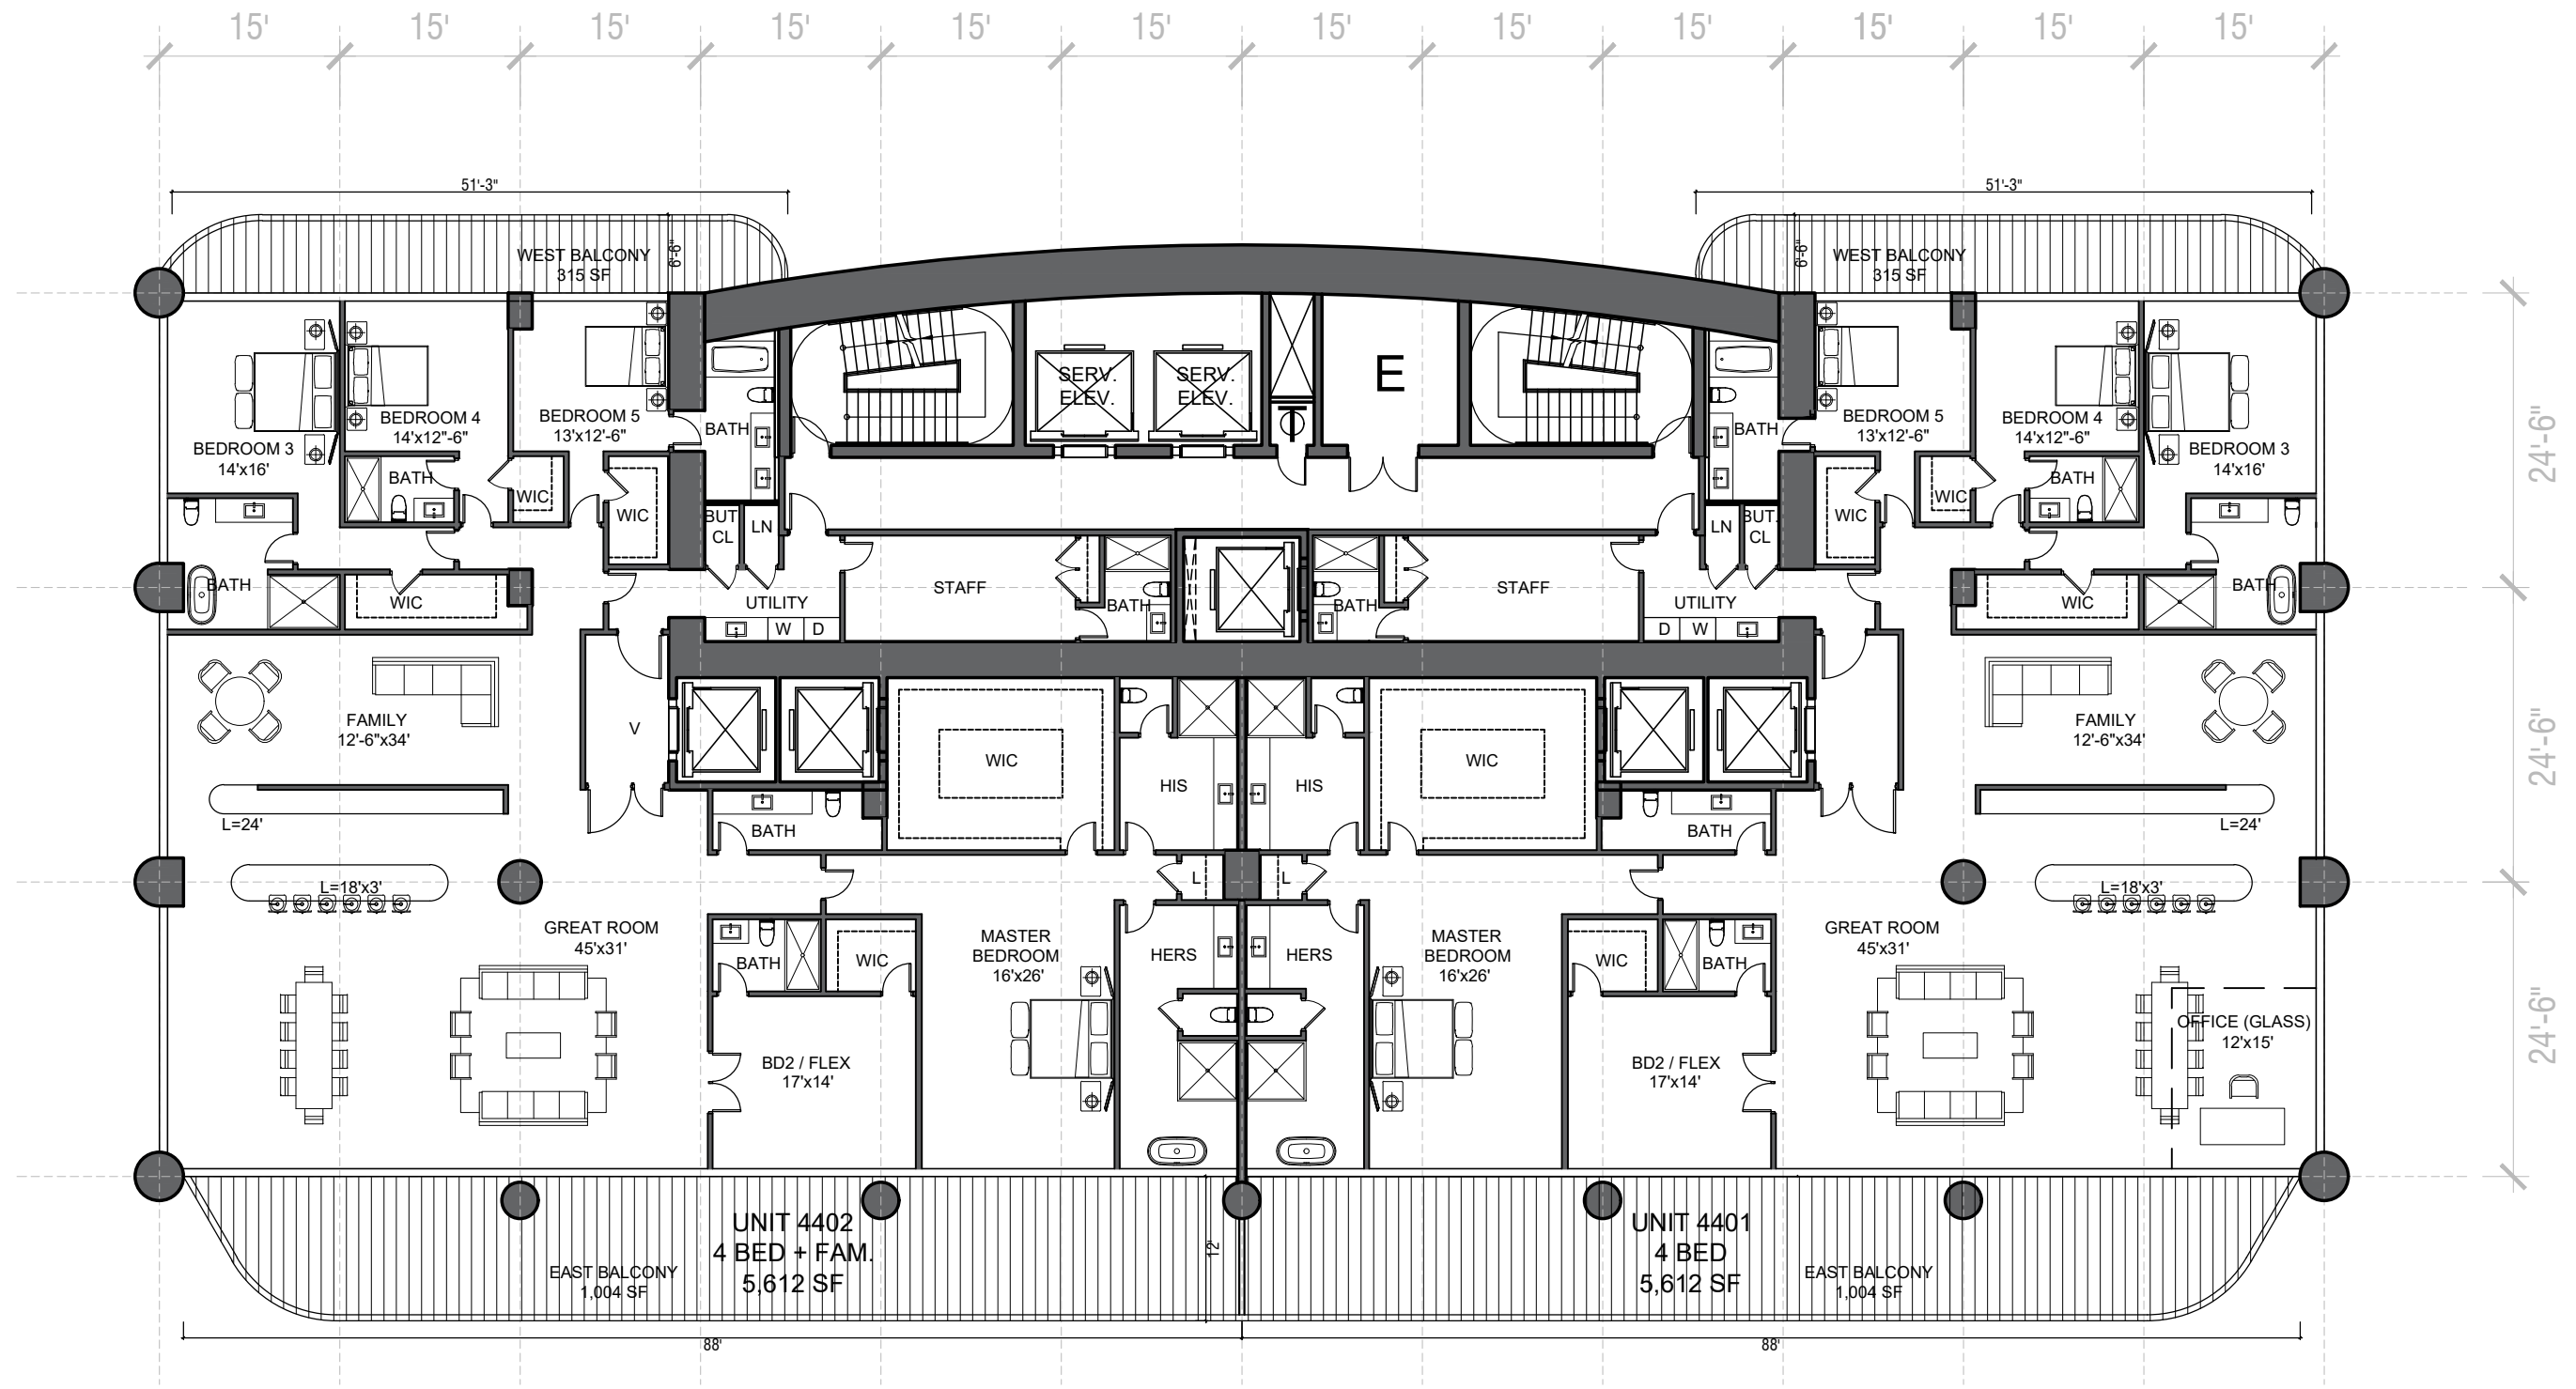 15' 15' 15' 15' 15' 15' 15' 15' 15' 15' 15' 15'
51'-3" 51'-3"
WEST BALCONY
315 SF
6'-6"
6'-6"
WEST BALCONY
315 SF
24'-6"
24'-6"
24'-6"
BEDROOM 3
14'x16'
BEDROOM 4
14'x12"-6"
BEDROOM 5
13'x12'-6"
BATH
SERV.
ELEV.
SERV.
ELEV.
E
BATH
BEDROOM 5
13'x12'-6"
BEDROOM 4
14'x12"-6"
BEDROOM 3
14'x16'
BATH
WIC
WIC
BUT
CL
LN
LN
BUT.
CL
WIC
WIC
BATH
BATH
WIC
UTILITY
W D
STAFF
BATH
BATH
STAFF
UTILITY
D W
WIC
BATH
FAMILY
12'-6"x34'
V
WIC
HIS
HIS
WIC
FAMILY
12'-6"x34'
L=24'
BATH
BATH
L=24'
L=18'x3'
L
L
L=18'x3'
GREAT ROOM
45'x31'
BATH
WIC
MASTER
BEDROOM
16'x26'
HERS
HERS
MASTER
BEDROOM
16'x26'
WIC
BATH
GREAT ROOM
45'x31'
BD2 / FLEX
17'x14'
BD2 / FLEX
17'x14'
OFFICE (GLASS)
12'x15'
UNIT 4402
4 BED + FAM.
5,612 SF
EAST BALCONY
1,004 SF
12'
UNIT 4401
4 BED
5,612 SF
EAST BALCONY
1,004 SF
88' 88'